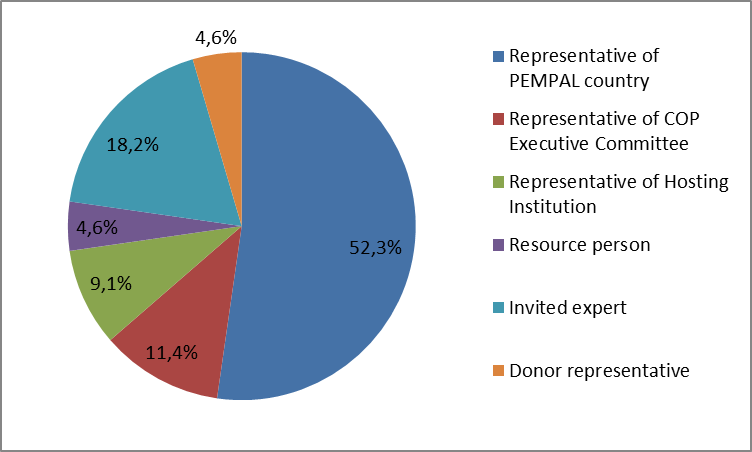 4,6%
18,2%
4,6%
52,3%
9,1%
11,4%
Representative of
PEMPAL country
Representative of COP
Executive Committee
Representative of Hosting
Institution
Resource person
Invited expert
Donor representative